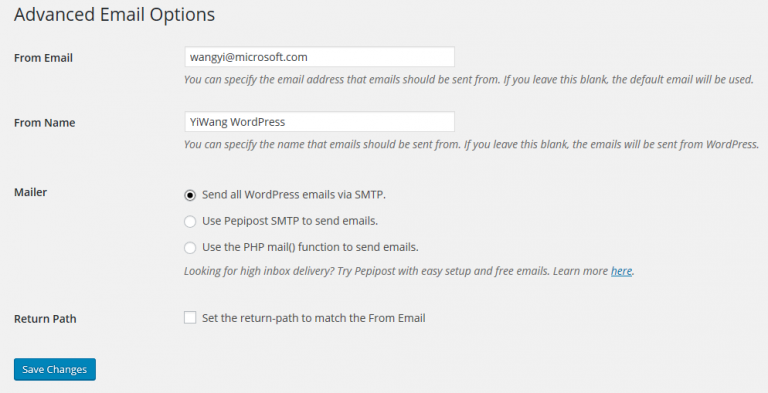 Advanced Email Options
From Email
wangyi@microsoft.com
You can specify the email address that emails should be sent from. If you leave this blank, the default email will be used.
From Name
YiWang WordPress
You can specify the name that emails should be sent from. If you leave this blank, the emails will be sent from WordPress.
Mailer
Send all WordPress emails via SMTP.
Use Pepipost SMTP to send emails.
Use the PHP mail() function to send emails.
Looking for high inbox delivery? Try Pepipost with easy setup and free emails. Learn more here.
Return Path
Set the return-path to match the From Email
Save Changes